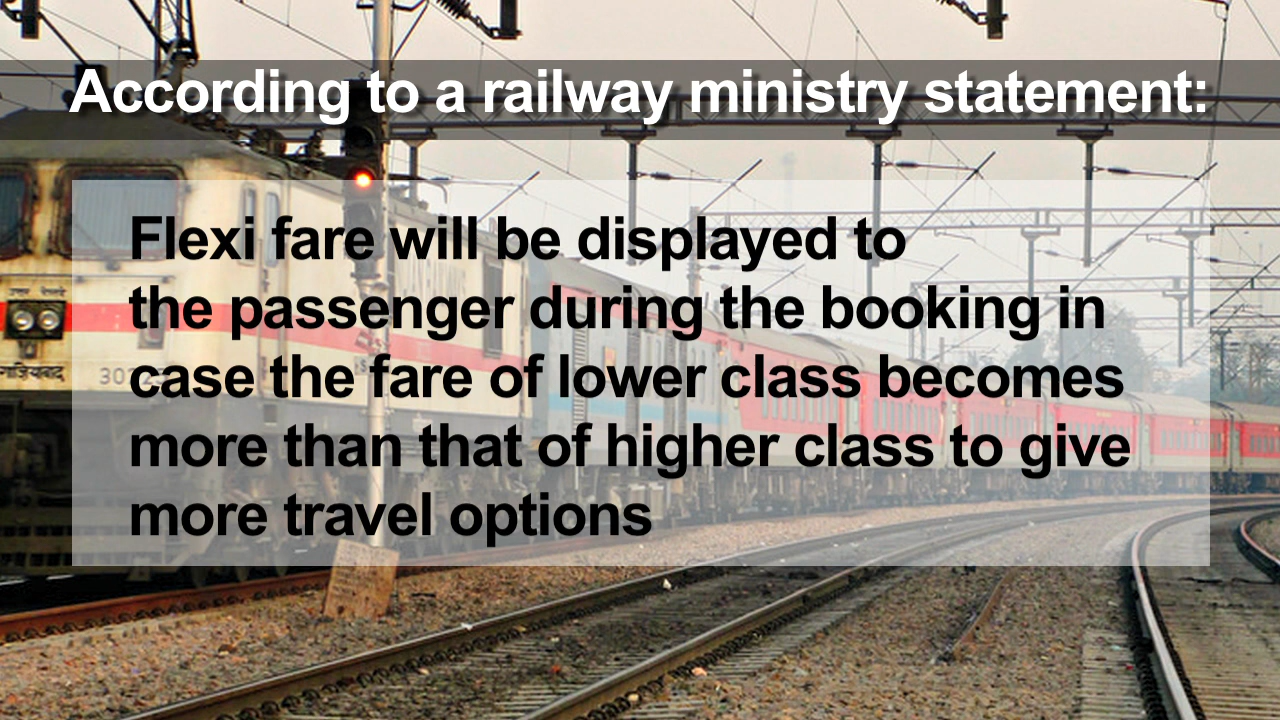 According to a railway ministry statement:
Flexi fare will be displayed to
the passenger during the booking in
case the fare of lower class becomes
more than that of higher class to give
more travel options
गाज़ियाबाद